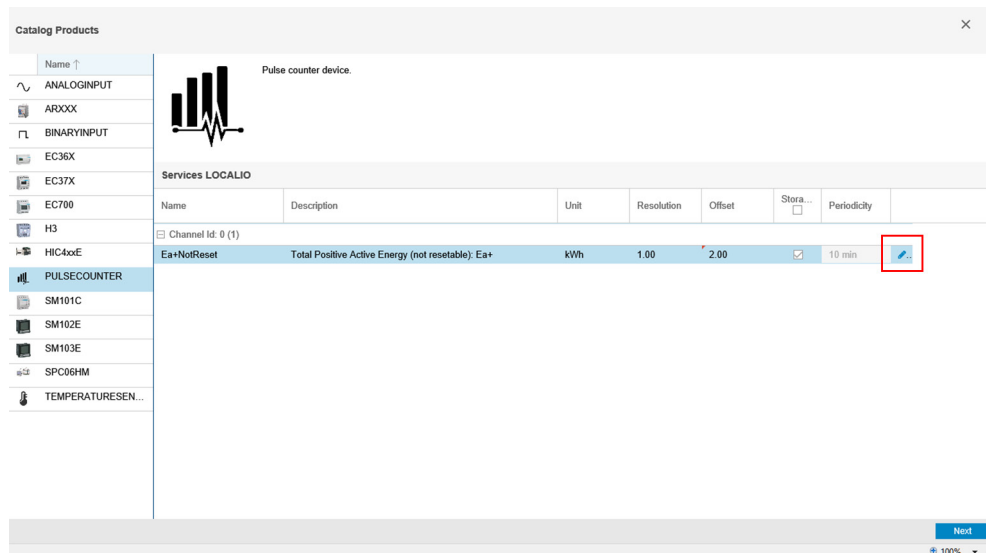 Catalog Products
Name ↑
ANALOGINPUT
ARXXX
BINARYINPUT
EC36X
EC37X
EC700
H3
HIC4xxE
PULSECOUNTER
SM101C
SM102E
SM103E
SPC06HM
TEMPERATURESEN...
Pulse counter device.
Services LOCALIO
Name Description Unit Resolution Offset Stora... Periodicity
Channel Id: 0 (1)
Ea+NotReset Total Positive Active Energy (not resetable): Ea+ kWh 1.00 2.00 10 min ..
Next
100%